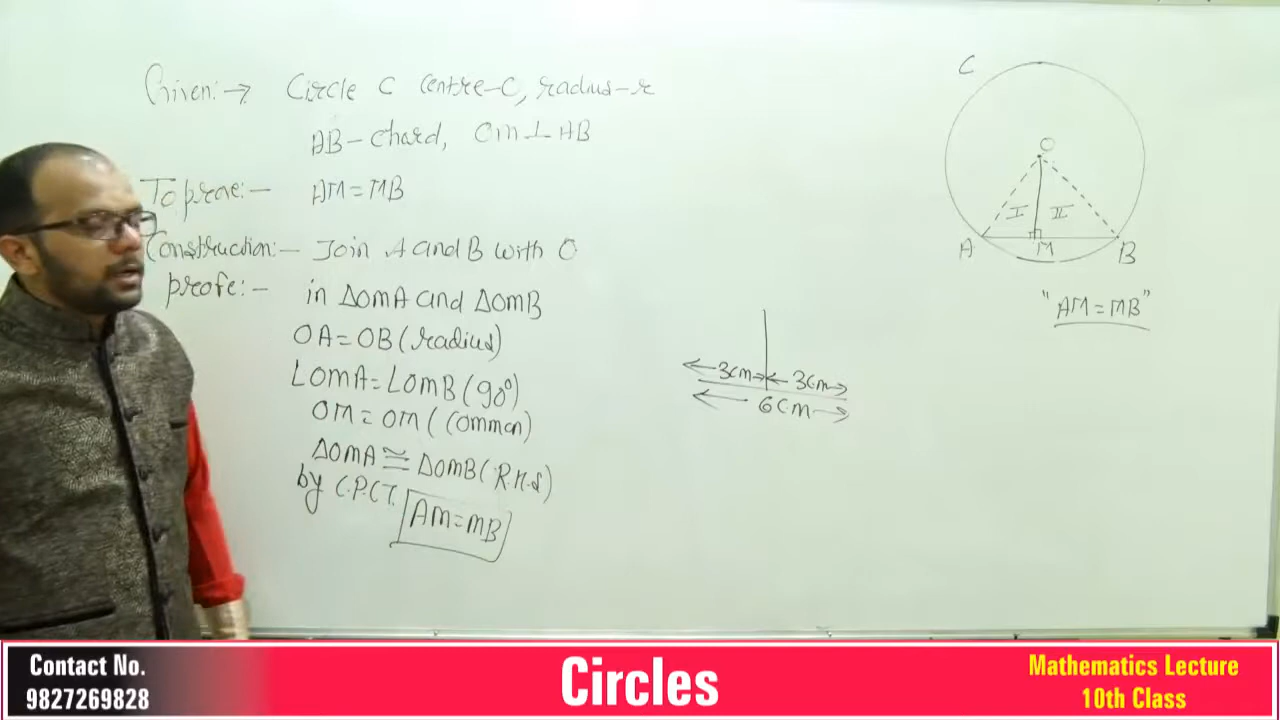 Given:→ Circle C Centre-C, radius-r
AB-chard, OM⊥AB
To prove:- AM=MB
Construction:- Join A and B with O
profe:- in ΔOMA and ΔOMB
OA=OB(radius)
∠OMA=∠OMB(90°)
OM=OM(Common)
ΔOMA≅ΔOMB(R.H.S)
by C.P.C.T. AM=MB
3cm 3cm
6cm
C
O
I II
A M B
"AM=MB"
Contact No.
9827269828
Circles
Mathematics Lecture
10th Class